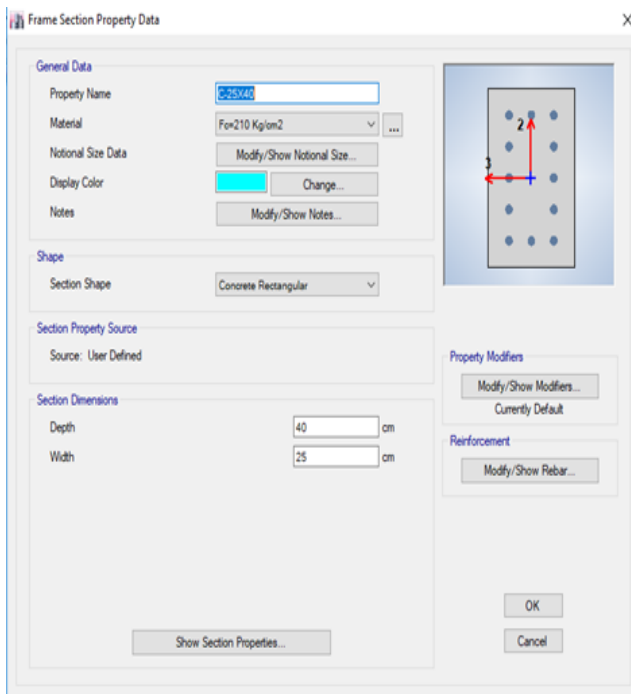 Frame Section Property Data
General Data
Property Name C-25X40
Material Fc=210 Kg/cm2 ...
Notional Size Data Modify/Show Notional Size...
Display Color Change...
Notes Modify/Show Notes...
2
3
Shape
Section Shape Concrete Rectangular
Section Property Source
Source: User Defined
Property Modifiers
Modify/Show Modifiers...
Currently Default
Section Dimensions
Depth 40 cm
Width 25 cm
Reinforcement
Modify/Show Rebar...
Show Section Properties...
OK
Cancel